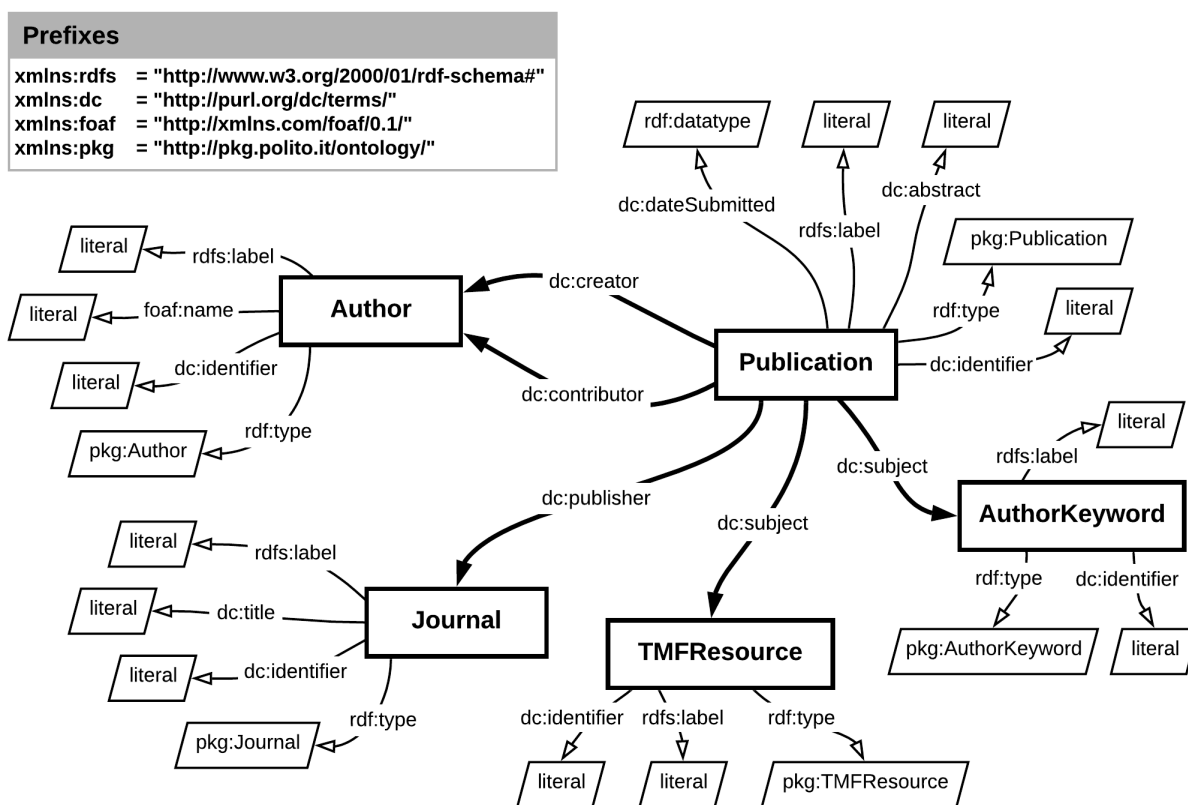 Prefixes
xmlns:rdfs = "http://www.w3.org/2000/01/rdf-schema#"
xmlns:dc = "http://purl.org/dc/terms/"
xmlns:foaf = "http://xmlns.com/foaf/0.1/"
xmlns:pkg = "http://pkg.polito.it/ontology/"
rdf:datatype
literal
literal
dc:dateSubmitted
rdfs:label
dc:abstract
pkg:Publication
rdf:type
literal
dc:identifier
Publication
literal
rdfs:label
literal
foaf:name
literal
dc:identifier
pkg:Author
rdf:type
Author
dc:creator
dc:contributor
dc:publisher
dc:subject
dc:subject
literal
rdfs:label
AuthorKeyword
rdf:type
dc:identifier
pkg:AuthorKeyword
literal
literal
rdfs:label
literal
dc:title
literal
dc:identifier
pkg:Journal
rdf:type
Journal
TMFResource
dc:identifier
rdfs:label
rdf:type
literal
literal
pkg:TMFResource